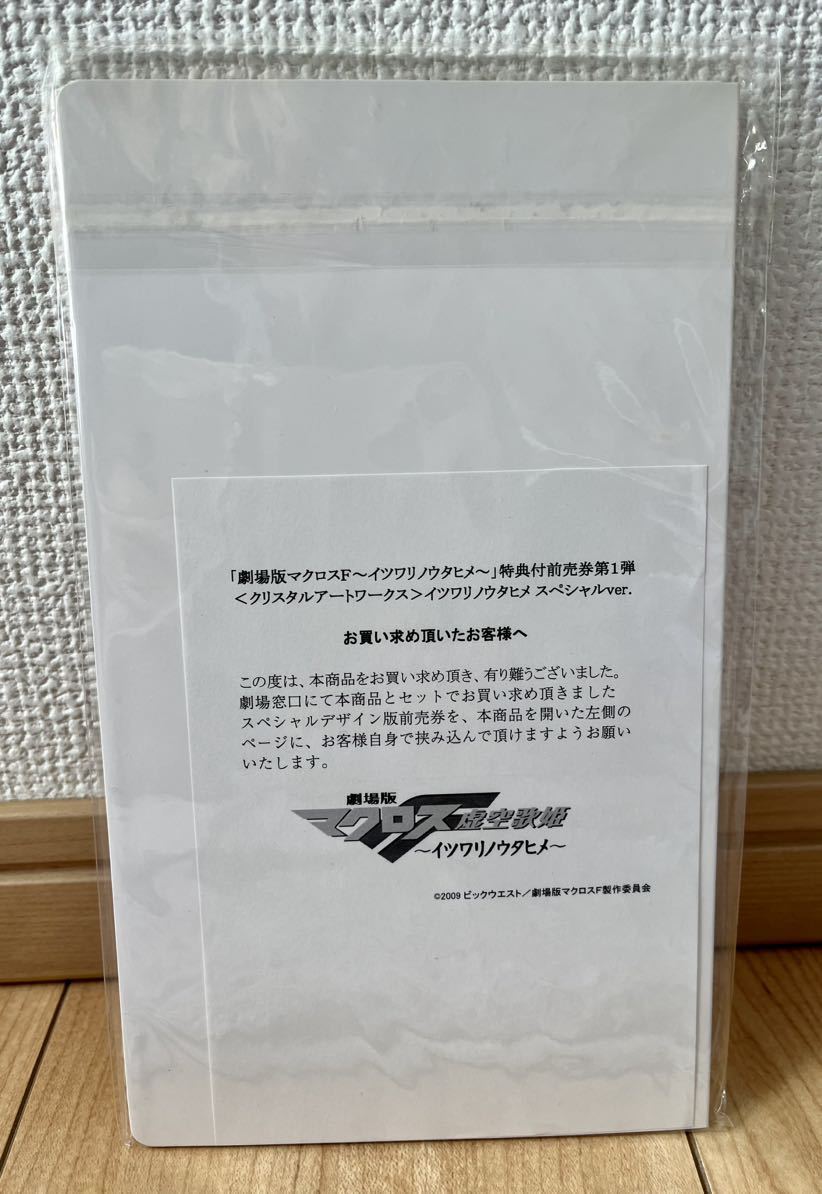 「劇場版マクロスF～イツワリノウタヒメ～」特典付前売券第1弾
＜クリスタルアートワークス＞イツワリノウタヒメ スペシャルver.
お買い求め頂いたお客様へ
この度は、本商品をお買い求め頂き、有り難うございました。
劇場窓口にて本商品とセットでお買い求め頂きました
スペシャルデザイン版前売券を、本商品を開いた左側の
ページに、お客様自身で挟み込んで頂けますようお願い
いたします。
劇場版
マクロスF 虚空歌姫
～イツワリノウタヒメ～
©2009 ビックウエスト／劇場版マクロスF製作委員会